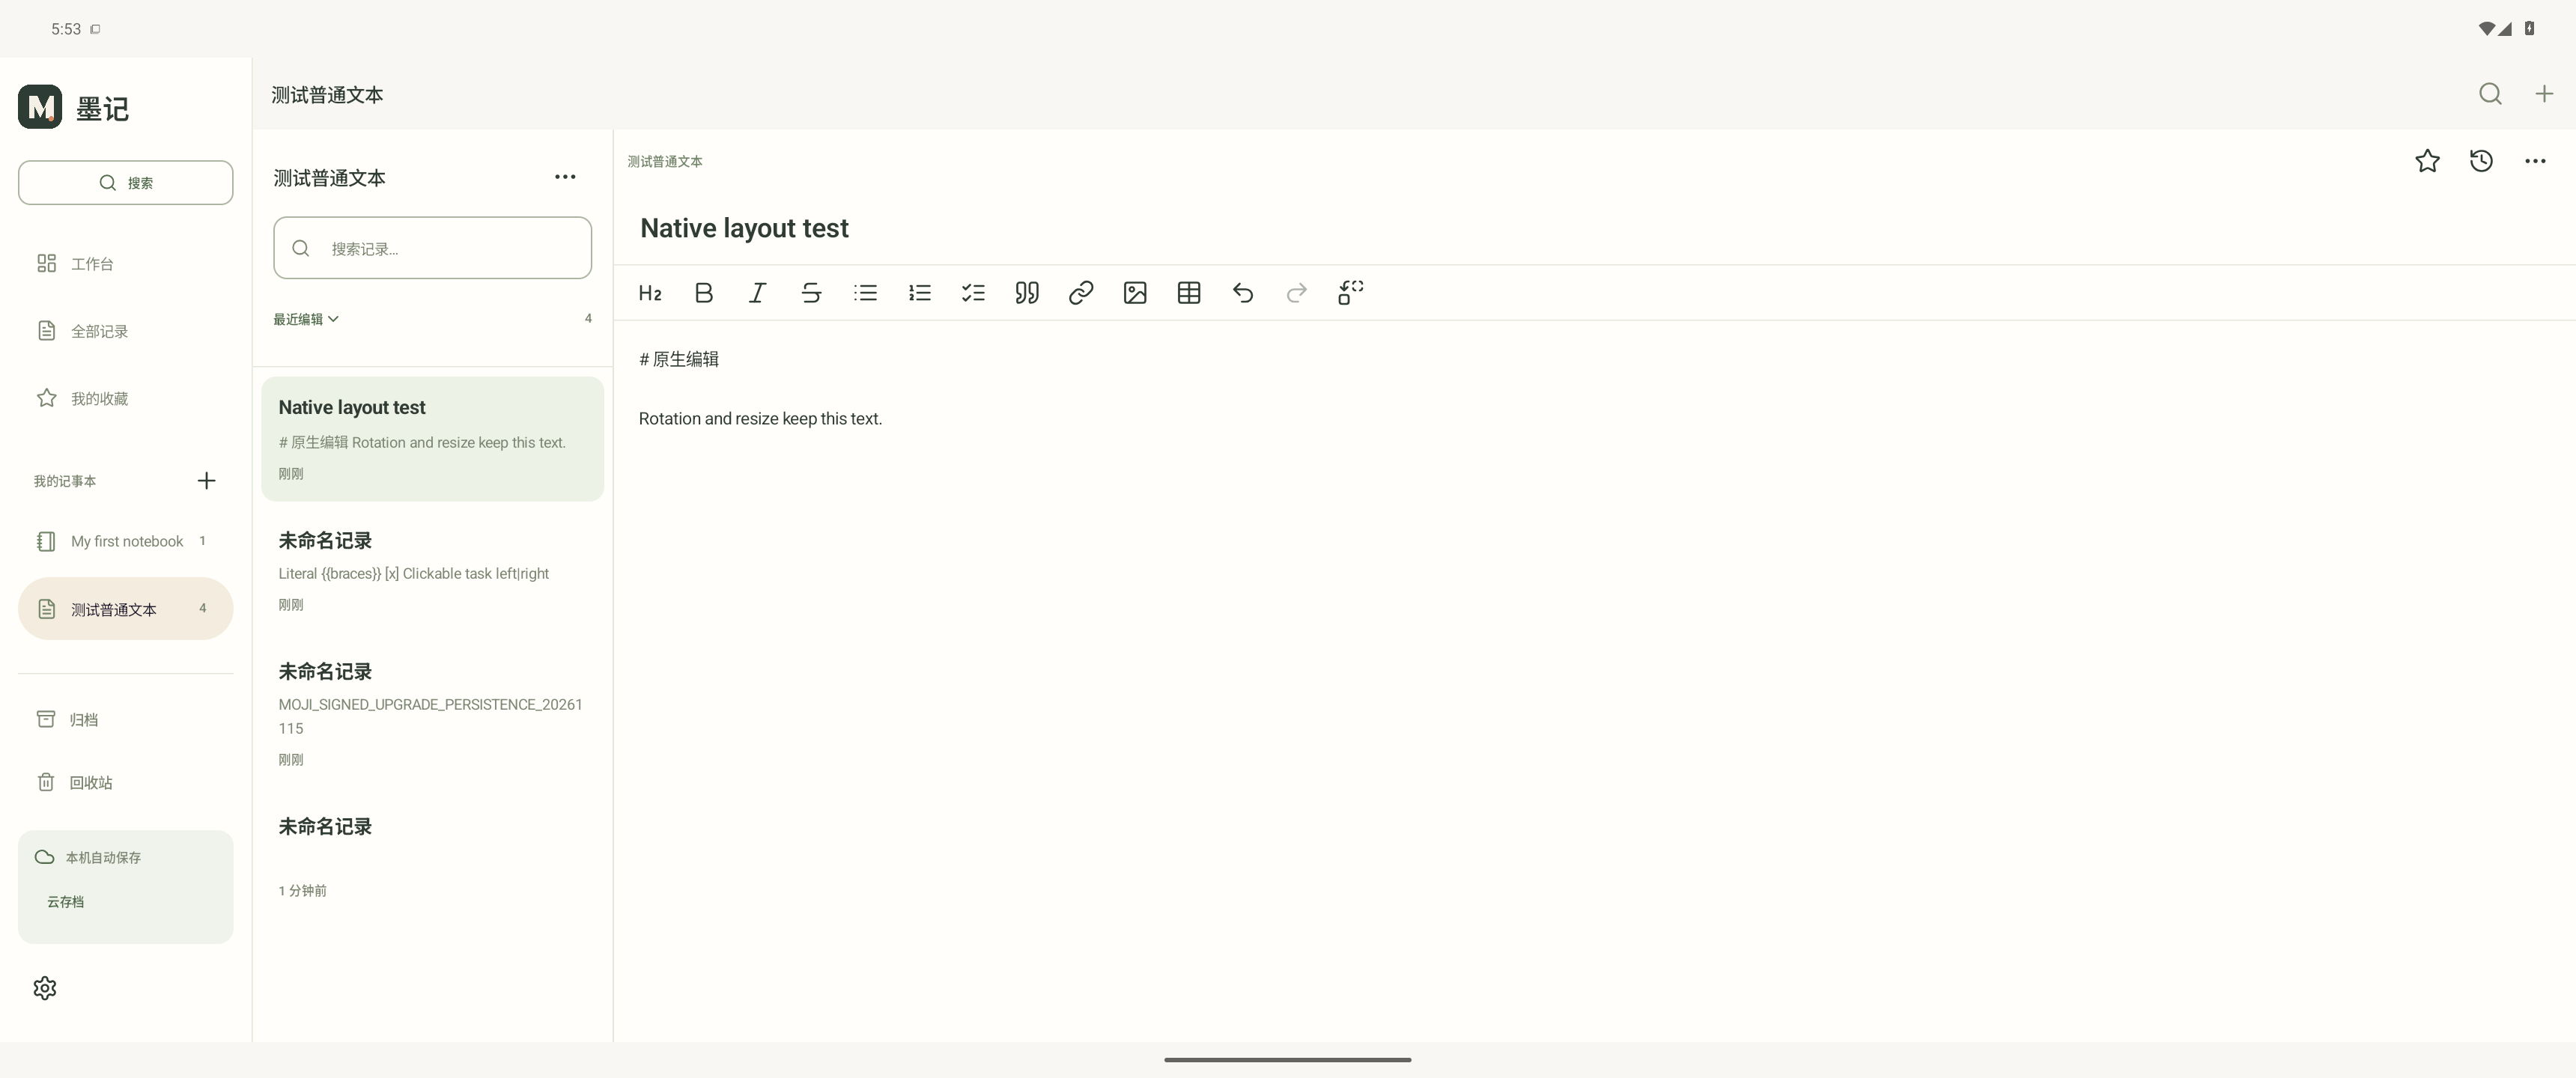 5:53
M 墨记
搜索
工作台
全部记录
我的收藏
我的记事本
My first notebook 1
测试普通文本 4
归档
回收站
本机自动保存
云存档
测试普通文本
测试普通文本
搜索记录...
最近编辑 4
Native layout test
# 原生编辑 Rotation and resize keep this text.
刚刚
未命名记录
Literal {{braces}} [x] Clickable task left|right
刚刚
未命名记录
MOJI_SIGNED_UPGRADE_PERSISTENCE_20261
115
刚刚
未命名记录
1 分钟前
测试普通文本
Native layout test
H2 B I S
# 原生编辑
Rotation and resize keep this text.